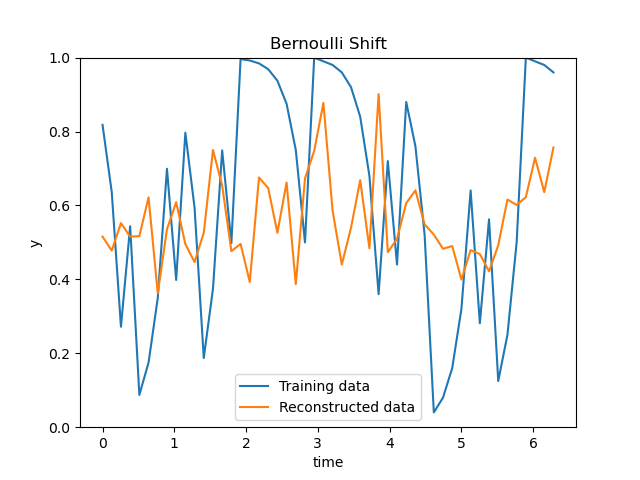 Bernoulli Shift
1.0
0.8
0.6
0.4
0.2
0.0
y
Training data
Reconstructed data
0 1 2 3 4 5 6
time